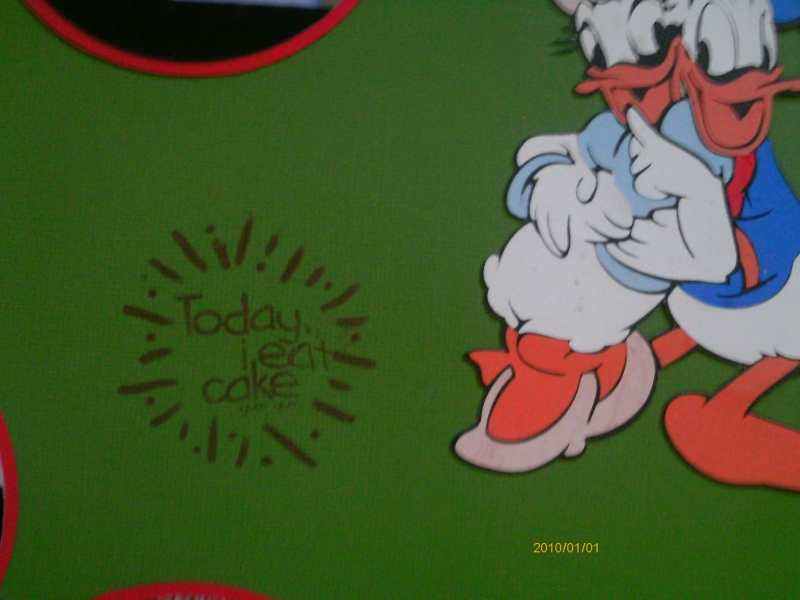 Today,
i eat
cake
2010/01/01